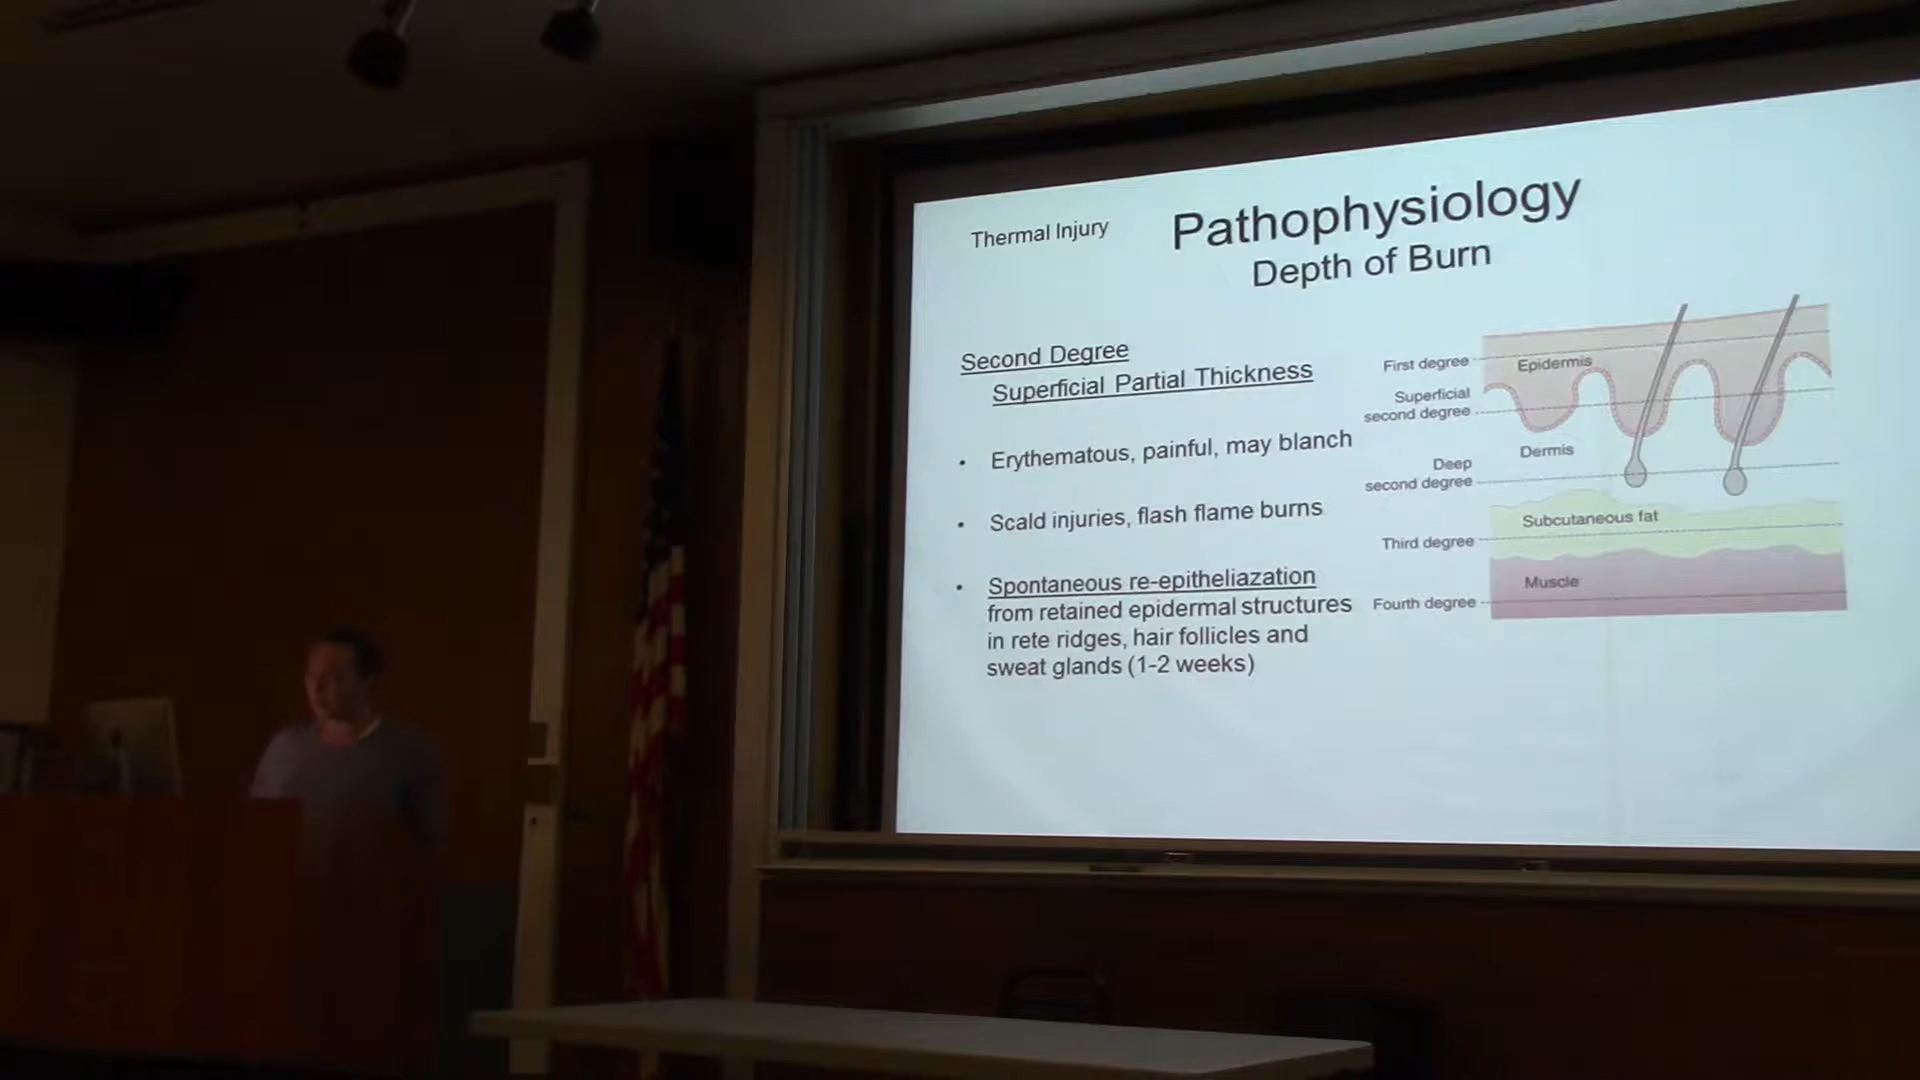 Thermal Injury
Pathophysiology
Depth of Burn
Second Degree
Superficial Partial Thickness
• Erythematous, painful, may blanch
• Scald injuries, flash flame burns
• Spontaneous re-epitheliazation
from retained epidermal structures
in rete ridges, hair follicles and
sweat glands (1-2 weeks)
First degree
Superficial
second degree
Deep
second degree
Third degree
Fourth degree
Epidermis
Dermis
Subcutaneous fat
Muscle